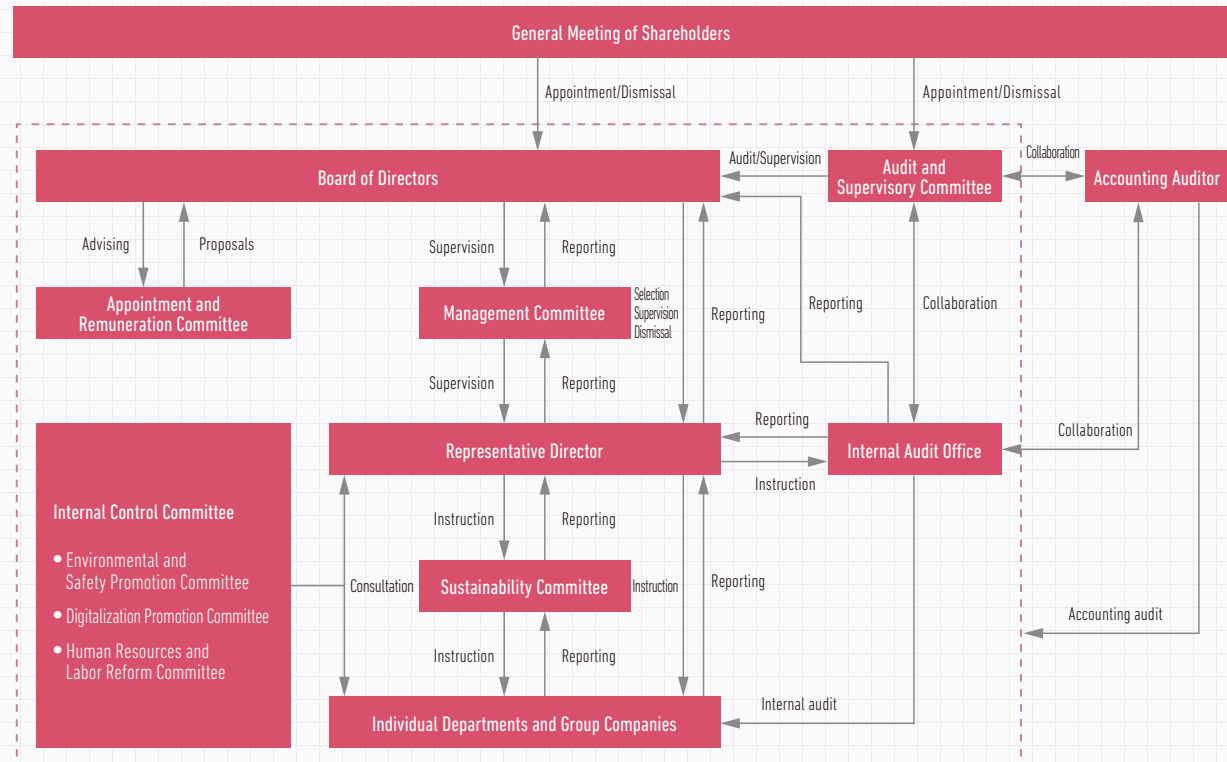 General Meeting of Shareholders
Appointment/Dismissal
Appointment/Dismissal
Board of Directors
Audit/Supervision
Audit and
Supervisory Committee
Collaboration
Accounting Auditor
Advising
Proposals
Supervision
Reporting
Appointment and
Remuneration Committee
Management Committee
Selection
Supervision
Dismissal
Reporting
Reporting
Collaboration
Supervision
Reporting
Representative Director
Reporting
Instruction
Internal Audit Office
Collaboration
Internal Control Committee
• Environmental and
Safety Promotion Committee
• Digitalization Promotion Committee
• Human Resources and
Labor Reform Committee
Consultation
Instruction
Reporting
Sustainability Committee
Instruction
Reporting
Accounting audit
Instruction
Reporting
Internal audit
Individual Departments and Group Companies